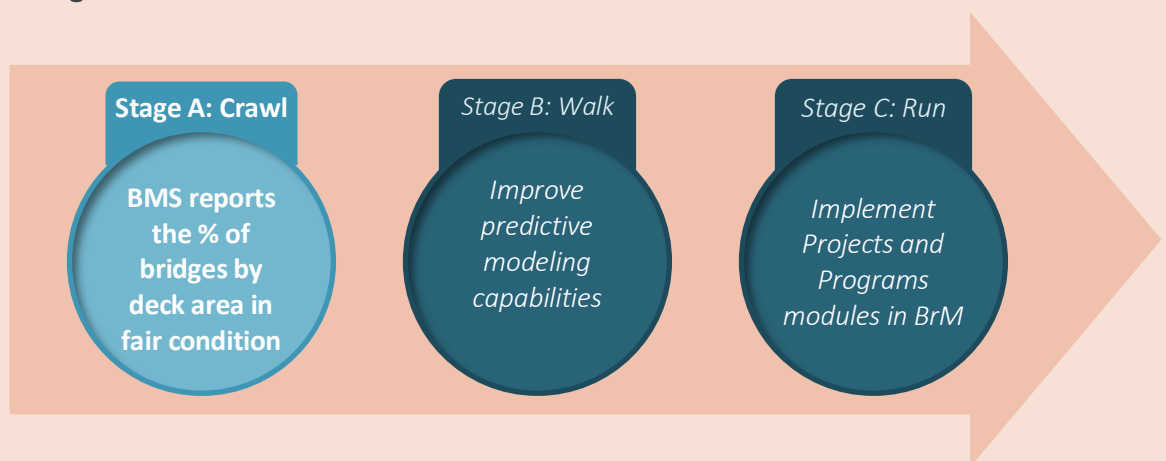 Stage A: Crawl
BMS reports
the % of
bridges by
deck area in
fair condition
Stage B: Walk
Improve
predictive
modeling
capabilities
Stage C: Run
Implement
Projects and
Programs
modules in BrM